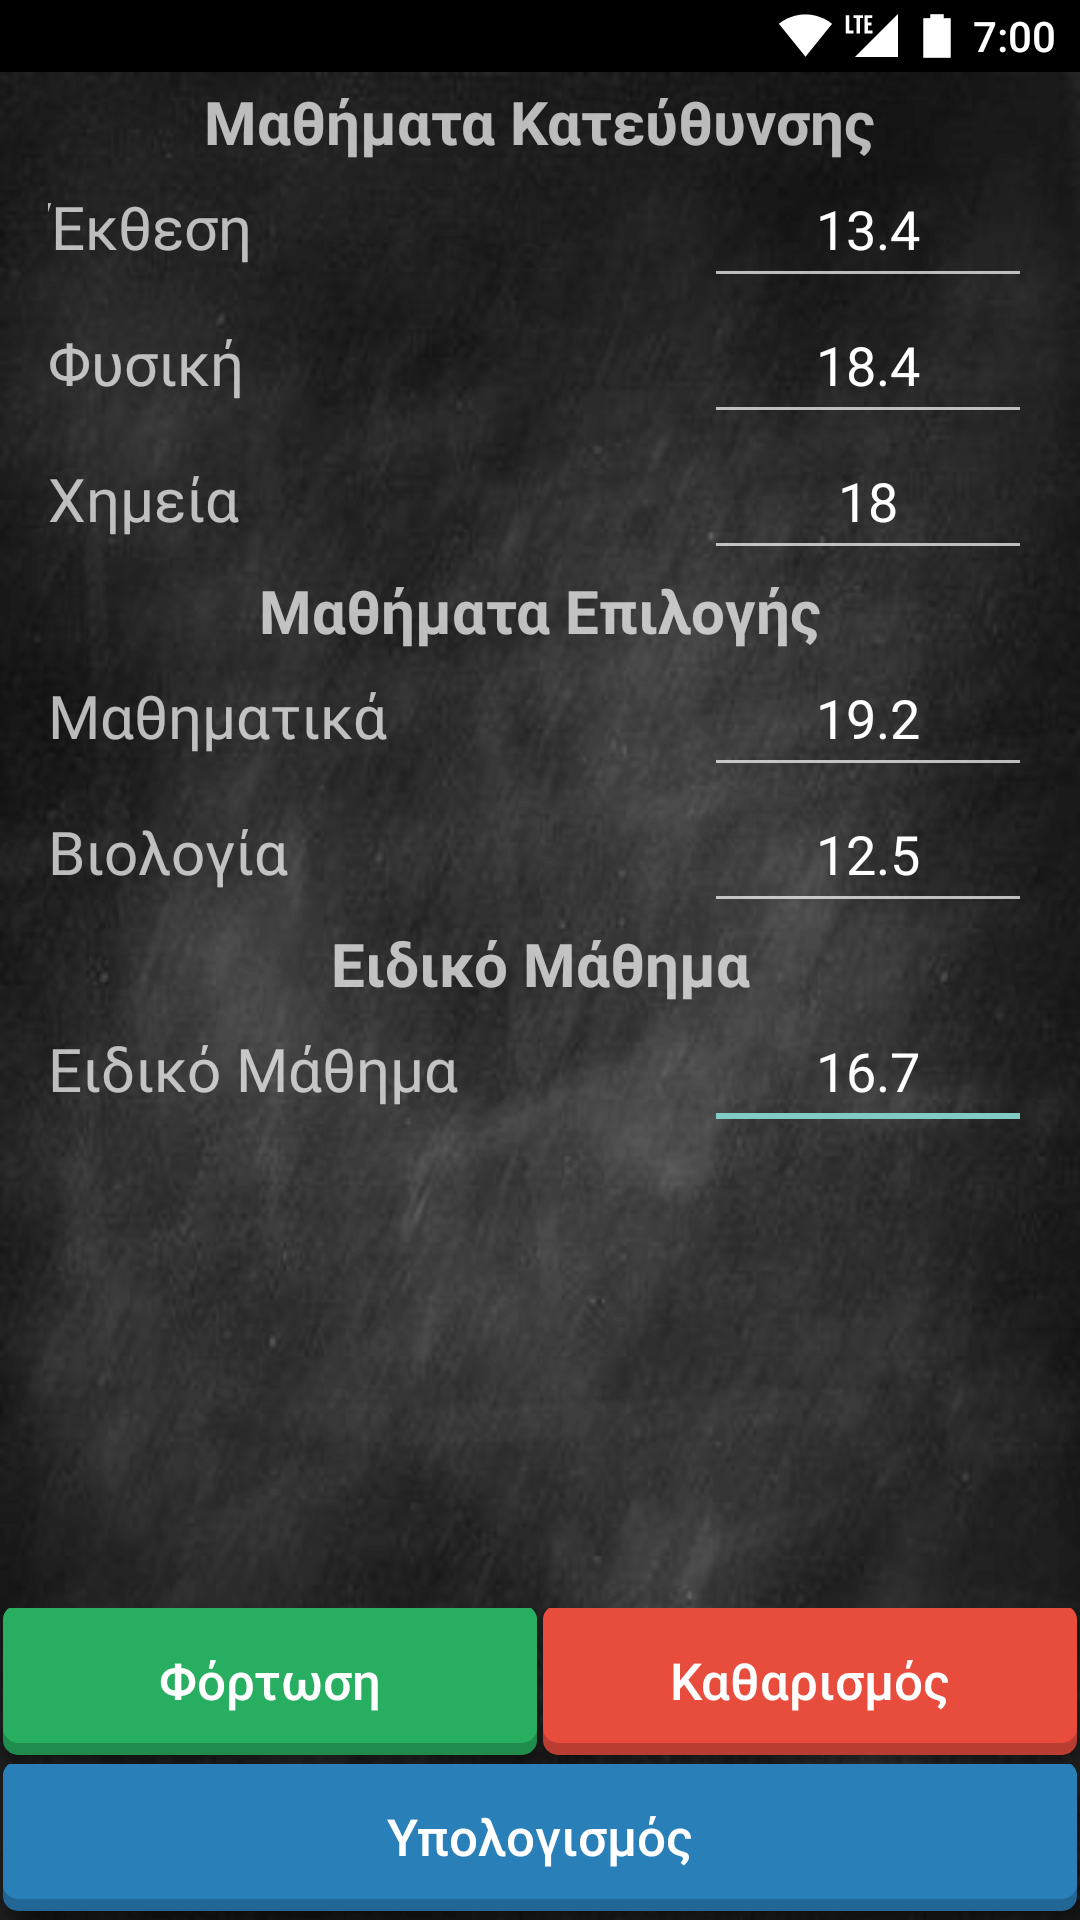 LTE 7:00
Μαθήματα Κατεύθυνσης
Έκθεση 13.4
Φυσική 18.4
Χημεία 18
Μαθήματα Επιλογής
Μαθηματικά 19.2
Βιολογία 12.5
Ειδικό Μάθημα
Ειδικό Μάθημα 16.7
Φόρτωση Καθαρισμός
Υπολογισμός